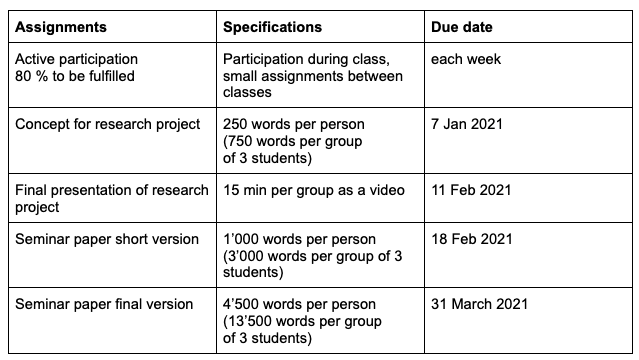 Assignments Specifications Due date
Active participation Participation during class, each week
80 % to be fulfilled small assignments between
classes
Concept for research project 250 words per person 7 Jan 2021
(750 words per group
of 3 students)
Final presentation of research 15 min per group as a video 11 Feb 2021
project
Seminar paper short version 1’000 words per person 18 Feb 2021
(3’000 words per group of 3
students)
Seminar paper final version 4’500 words per person 31 March 2021
(13’500 words per group
of 3 students)